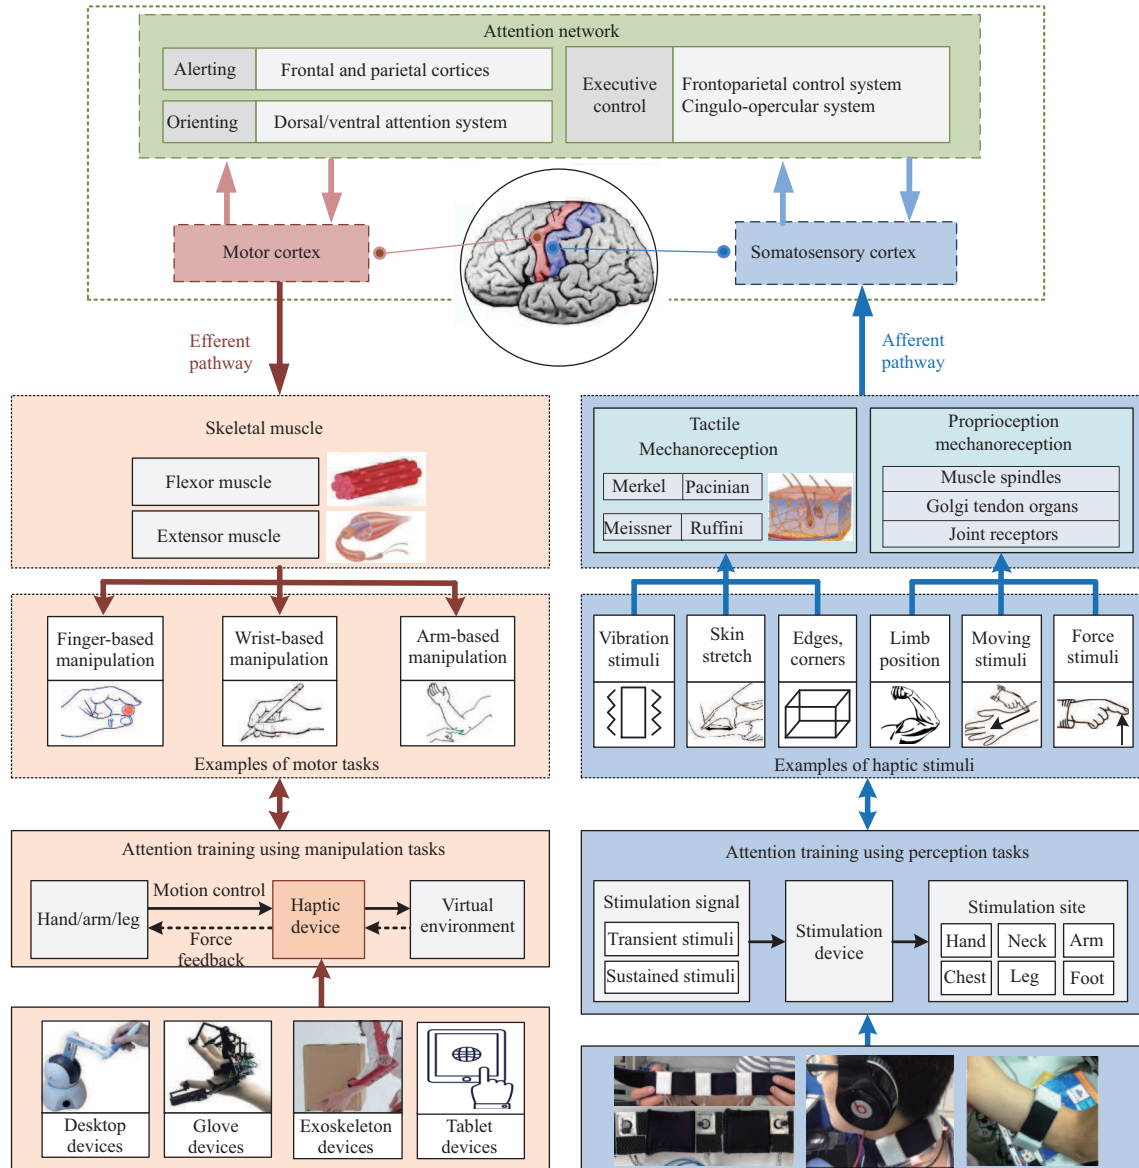 Attention network
Alerting
Frontal and parietal cortices
Orienting
Dorsal/ventral attention system
Executive
control
Frontoparietal control system
Cingulo-opercular system
Motor cortex
Somatosensory cortex
Efferent
pathway
Afferent
pathway
Skeletal muscle
Flexor muscle
Extensor muscle
Tactile
Mechanoreception
Merkel
Pacinian
Meissner
Ruffini
Proprioception
mechanoreception
Muscle spindles
Golgi tendon organs
Joint receptors
Finger-based
manipulation
Wrist-based
manipulation
Arm-based
manipulation
Examples of motor tasks
Vibration
stimuli
Skin
stretch
Edges,
corners
Limb
position
Moving
stimuli
Force
stimuli
Examples of haptic stimuli
Attention training using manipulation tasks
Hand/arm/leg
Motion control
Force
feedback
Haptic
device
Virtual
environment
Attention training using perception tasks
Stimulation signal
Transient stimuli
Sustained stimuli
Stimulation
device
Stimulation site
Hand
Neck
Arm
Chest
Leg
Foot
Desktop
devices
Glove
devices
Exoskeleton
devices
Tablet
devices